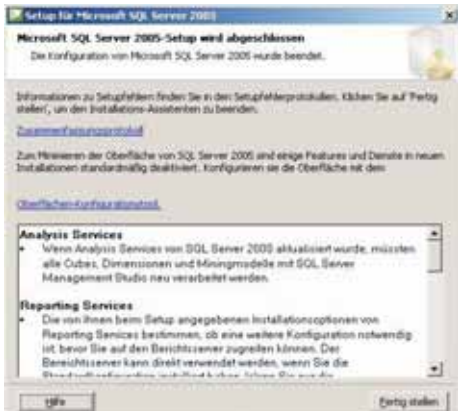 Setup für Microsoft SQL Server 2005
Microsoft SQL Server 2005-Setup wird abgeschlossen
Die Konfiguration von Microsoft SQL Server 2005 wurde beendet.
Informationen zu Setupfehlern finden Sie in den Setupfehlerprotokollen. Klicken Sie auf 'Fertig
stellen', um den Installations-Assistenten zu beenden.
Zusammenfassungsprotokoll
Zum Minimieren der Oberfläche von SQL Server 2005 sind einige Features und Dienste in neuen
Installationen standardmäßig deaktiviert. Konfigurieren sie die Oberfläche mit dem
Oberflächen-Konfigurationstool.
Analysis Services
• Wenn Analysis Services von SQL Server 2000 aktualisiert wurde, müssten
alle Cubes, Dimensionen und Miningmodelle mit SQL Server
Management Studio neu verarbeitet werden.
Reporting Services
• Die von Ihnen beim Setup angegebenen Installationsoptionen von
Reporting Services bestimmen, ob eine weitere Konfiguration notwendig
ist, bevor Sie auf den Berichtsserver zugreifen können. Der
Bereichtsserver kann direkt verwendet werden, wenn Sie die
Hilfe
Fertig stellen